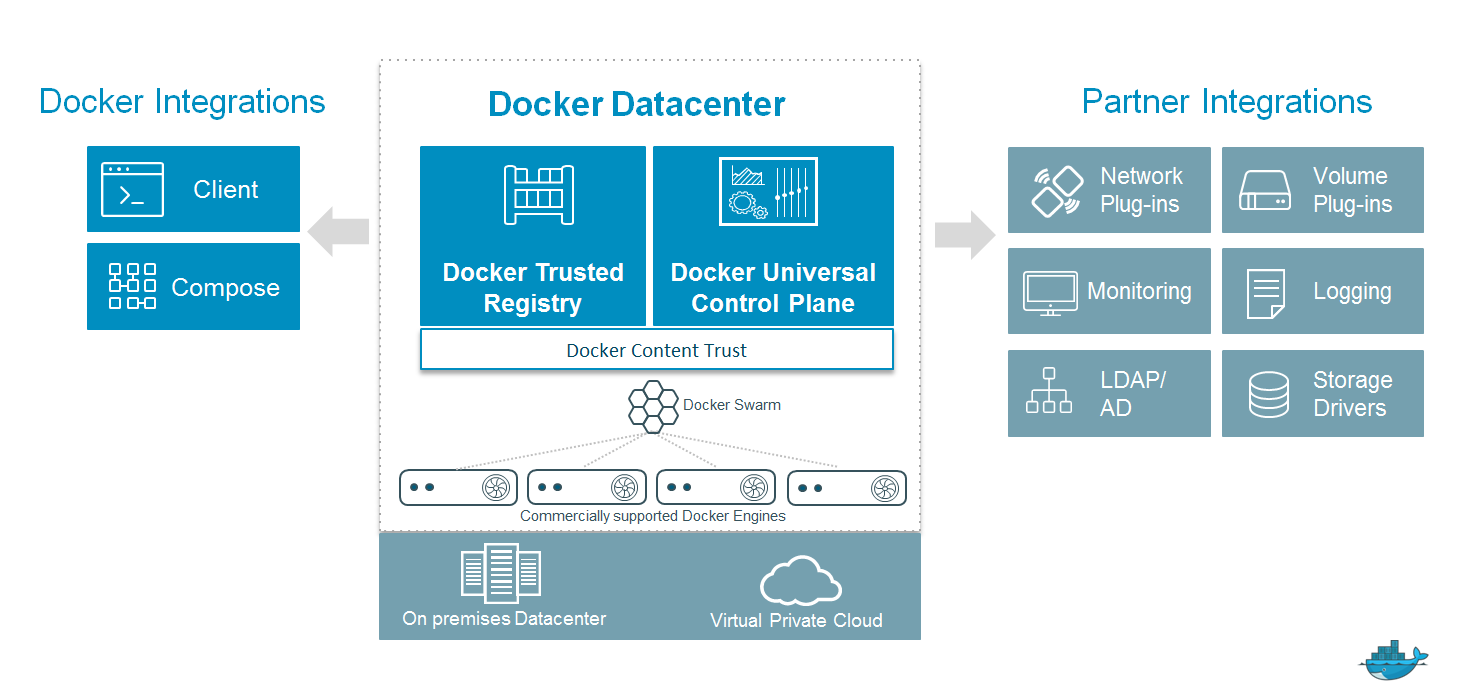 Docker Integrations
Client
Compose
Docker Datacenter
Docker Trusted
Registry
Docker Universal
Control Plane
Docker Content Trust
Docker Swarm
Commercially supported Docker Engines
On premises Datacenter
Virtual Private Cloud
Partner Integrations
Network
Plug-ins
Volume
Plug-ins
Monitoring
Logging
LDAP/
AD
Storage
Drivers